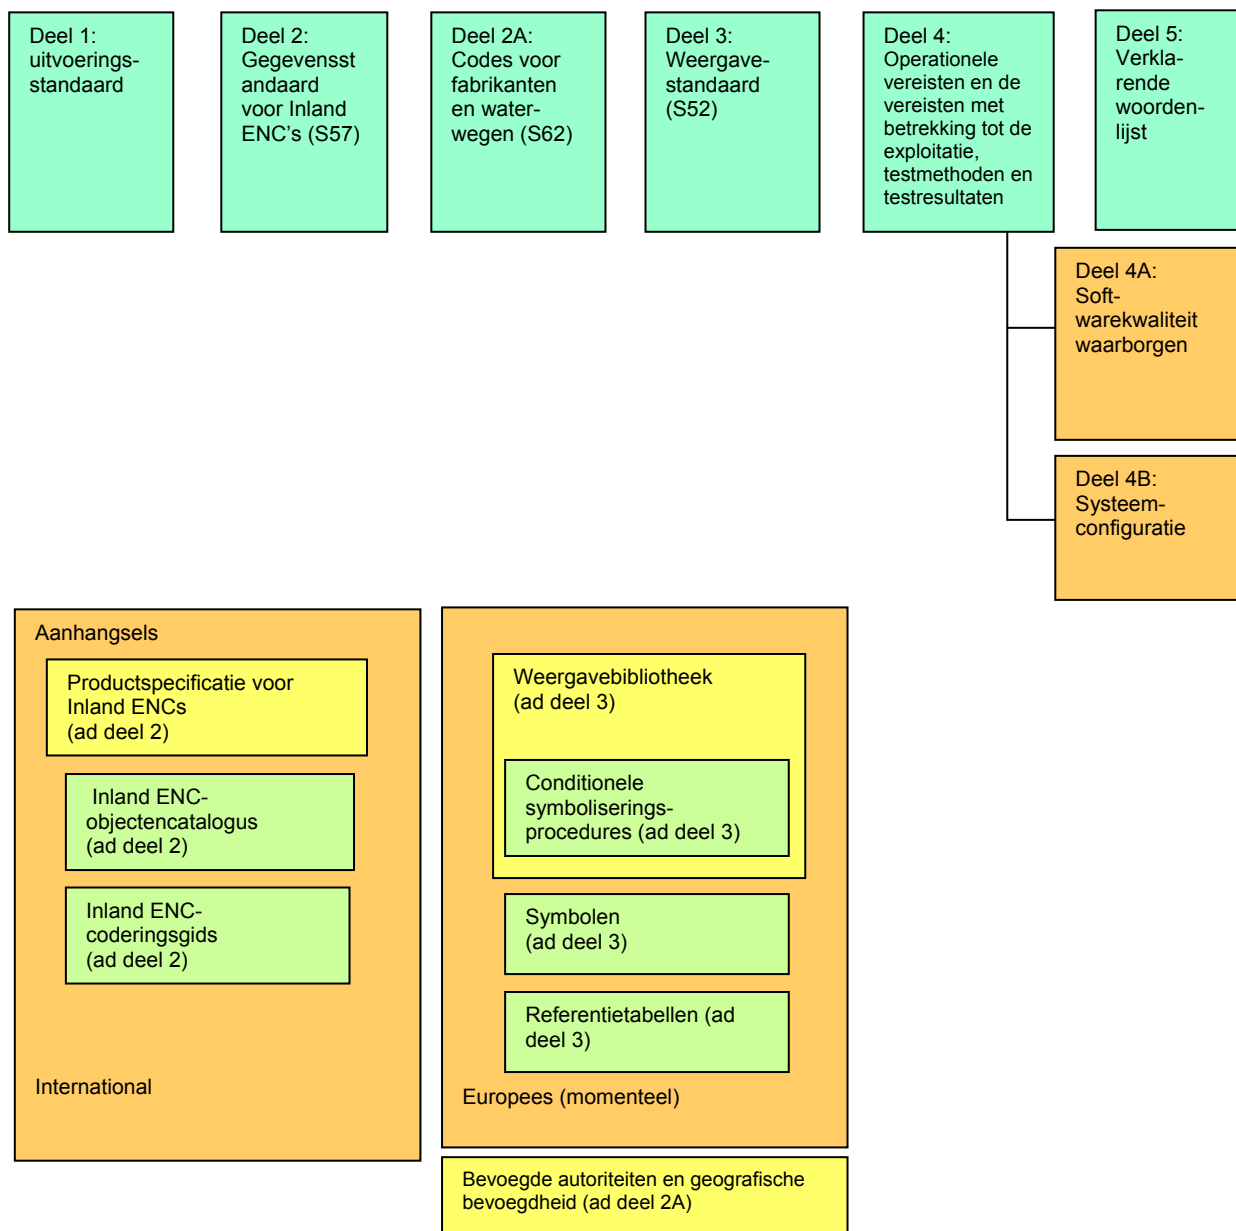 Deel 1:
uitvoerings-
standaard
Deel 2:
Gegevensst
andaard
voor Inland
ENC’s (S57)
Deel 2A:
Codes voor
fabrikanten
en water-
wegen (S62)
Deel 3:
Weergave-
standaard
(S52)
Deel 4:
Operationele
vereisten en de
vereisten met
betrekking tot de
exploitatie,
testmethoden en
testresultaten
Deel 5:
Verkla-
rende
woorden-
lijst
Deel 4A:
Soft-
warekwaliteit
waarborgen
Deel 4B:
Systeem-
configuratie
Aanhangsels
Productspecificatie voor
Inland ENCs
(ad deel 2)
Inland ENC-
objectencatalogus
(ad deel 2)
Inland ENC-
coderingsgids
(ad deel 2)
International
Weergavebibliotheek
(ad deel 3)
Conditionele
symboliserings-
procedures (ad deel 3)
Symbolen
(ad deel 3)
Referentietabellen (ad
deel 3)
Europees (momenteel)
Bevoegde autoriteiten en geografische
bevoegdheid (ad deel 2A)